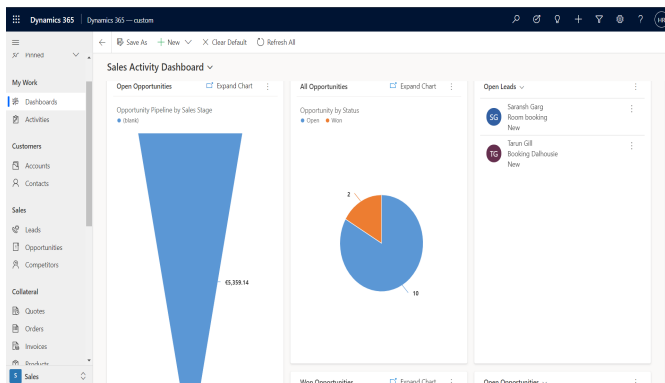 Dynamics 365
Dynamics 365 — custom
HR
Save As
New
Clear Default
Refresh All
Pinned
My Work
Dashboards
Activities
Customers
Accounts
Contacts
Sales
Leads
Opportunities
Competitors
Collateral
Quotes
Orders
Invoices
Products
S Sales
Sales Activity Dashboard
Open Opportunities
Expand Chart
Opportunity Pipeline by Sales Stage
(blank)
€5,359.14
All Opportunities
Expand Chart
Opportunity by Status
Open Won
2
10
Open Leads
SG
Saransh Garg
Room booking
New
TG
Tarun Gill
Booking Dalhousie
New
Won Opportunities
Expand Chart
Open Opportunities